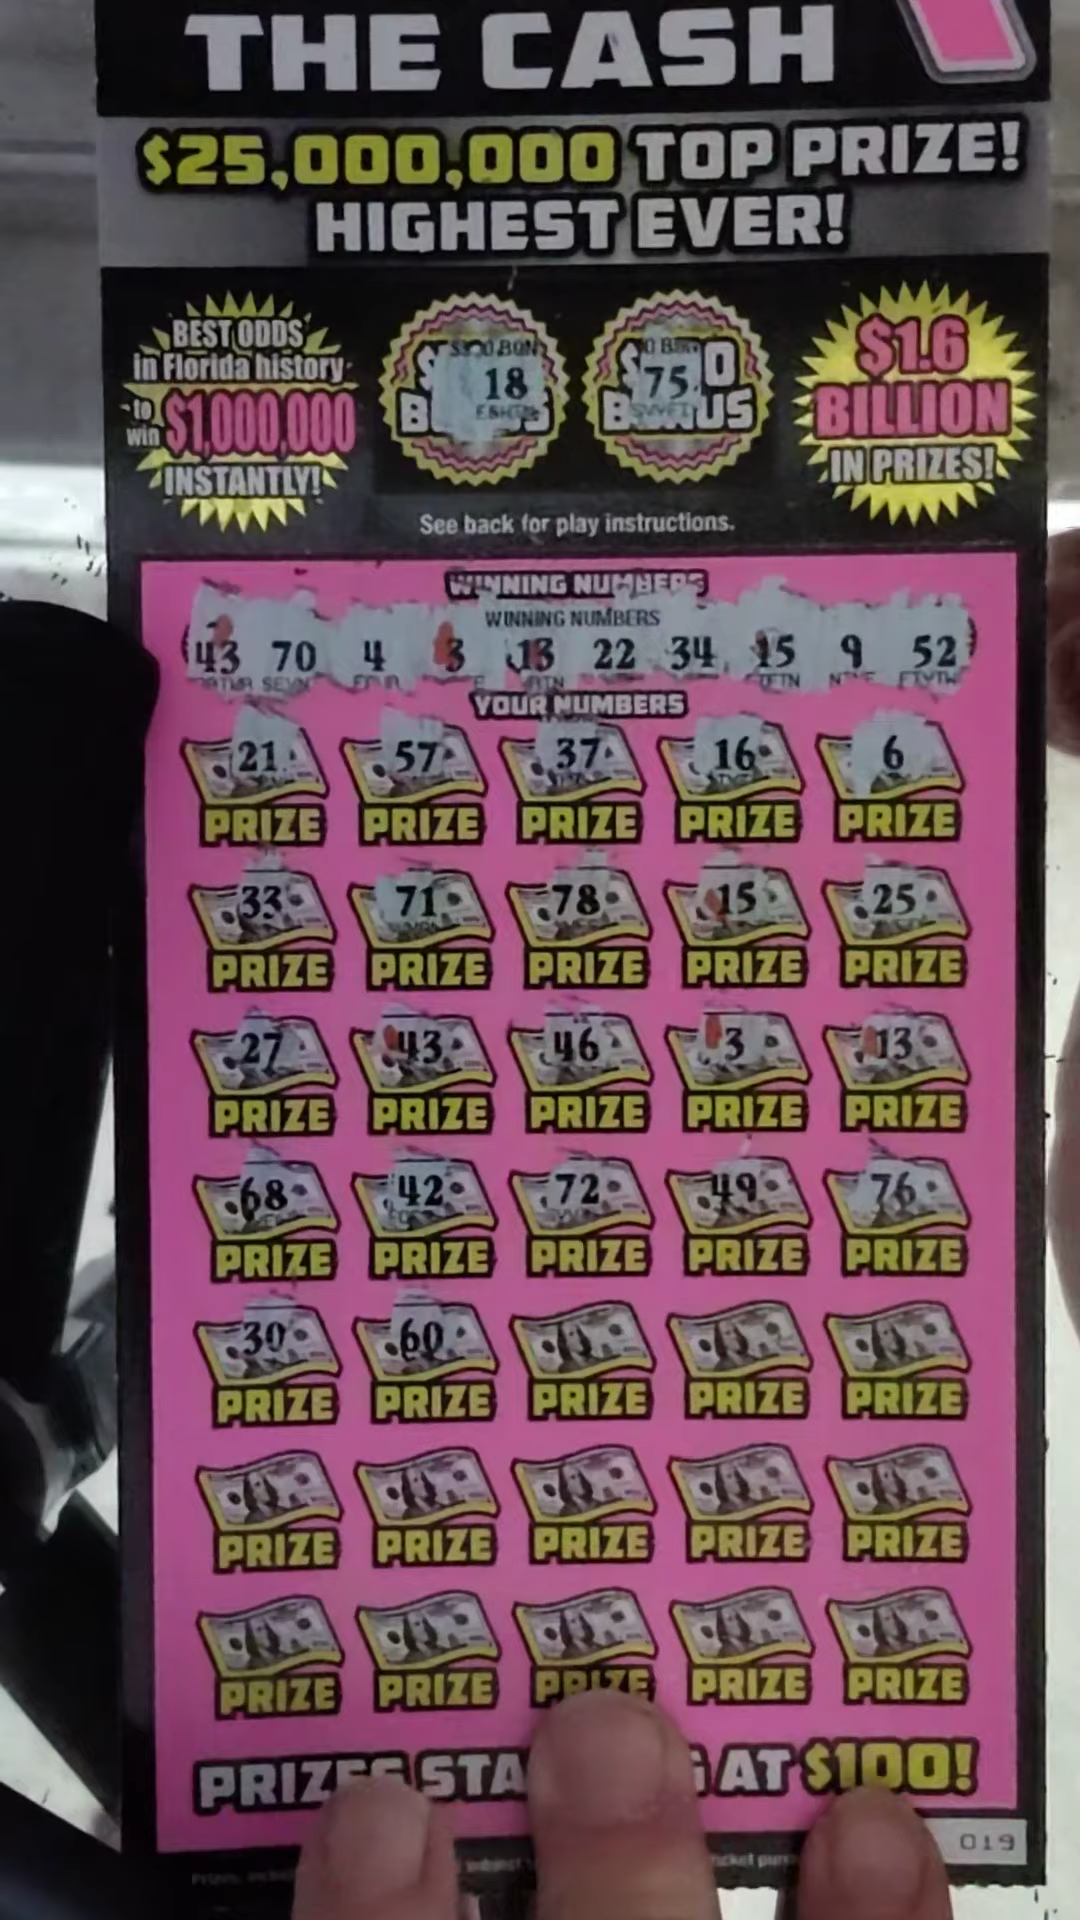 THE CASH
$25,000,000 TOP PRIZE!
HIGHEST EVER!
BEST ODDS
in Florida history
to
win $1,000,000
INSTANTLY!
18
75
BONUS
$1.6
BILLION
IN PRIZES!
See back for play instructions.
WINNING NUMBERS
WINNING NUMBERS
43 70 4 3 13 22 34 15 9 52
YOUR NUMBERS
21 57 37 16 6
PRIZE PRIZE PRIZE PRIZE PRIZE
33 71 78 15 25
PRIZE PRIZE PRIZE PRIZE PRIZE
27 43 46 3 13
PRIZE PRIZE PRIZE PRIZE PRIZE
68 42 72 49 76
PRIZE PRIZE PRIZE PRIZE PRIZE
30 60
PRIZE PRIZE PRIZE PRIZE PRIZE
PRIZE PRIZE PRIZE PRIZE PRIZE
PRIZE PRIZE PRIZE PRIZE PRIZE
AT $100!
019